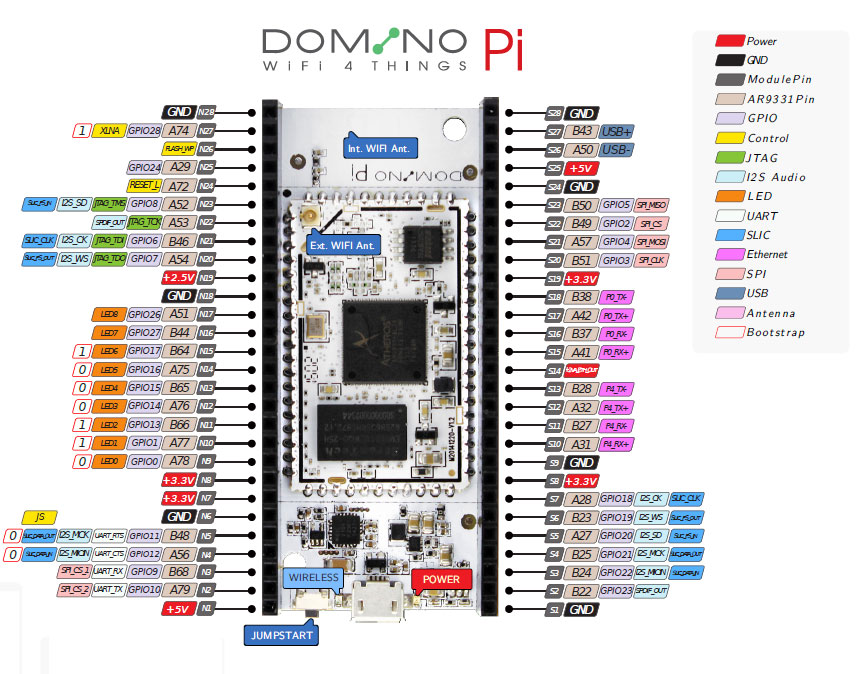 DOMINO Pi
WiFi 4 THINGS
Power
GND
ModulePin
AR9331Pin
GPIO
Control
JTAG
I2S Audio
LED
UART
SLIC
Ethernet
SPI
USB
Antenna
Bootstrap
GND N28
1 XLNA GPIO28 A74 N27
FLASH_WP N26
GPIO24 A29 N25
RESET_L A72 N24
SLIC_FS_IN I2S_SD JTAG_TMS GPIO8 A52 N23
SPDIF_OUT JTAG_TCK A53 N22
SLIC_CLK I2S_CK JTAG_TDI GPIO6 B46 N21
SLIC_FS_OUT I2S_WS JTAG_TDO GPIO7 A54 N20
+2.5V N19
GND N18
LED8 GPIO26 A51 N17
LED7 GPIO27 B44 N16
1 LED6 GPIO17 B64 N15
0 LED5 GPIO16 A75 N14
0 LED4 GPIO15 B65 N13
0 LED3 GPIO14 A76 N12
1 LED2 GPIO13 B66 N11
1 LED1 GPIO1 A77 N10
0 LED0 GPIO0 A78 N9
+3.3V N8
+3.3V N7
JS GND N6
0 SLIC_DATA_OUT I2S_MCK UART_RTS GPIO11 B48 N5
0 SLIC_DATA_IN I2S_MICIN UART_CTS GPIO12 A56 N4
SPI_CS_1 UART_RX GPIO9 B68 N3
SPI_CS_2 UART_TX GPIO10 A79 N2
+5V N1
Int. WIFI Ant.
Ext. WIFI Ant.
DOMINO
pi
ATHEROS
15.02
M20141220-V1.2
WIRELESS
POWER
JUMPSTART
S28 GND
S27 B43 USB+
S26 A50 USB-
S25 +5V
S24 GND
S23 B50 GPIO5 SPI_MISO
S22 B49 GPIO2 SPI_CS
S21 A57 GPIO4 SPI_MOSI
S20 B51 GPIO3 SPI_CLK
S19 +3.3V
S18 B38 P0_TX-
S17 A42 P0_TX+
S16 B37 P0_RX-
S15 A41 P0_RX+
S14
S13 B28 P4_TX-
S12 A32 P4_TX+
S11 B27 P4_RX-
S10 A31 P4_RX+
S9 GND
S8 +3.3V
S7 A28 GPIO18 I2S_CK SLIC_CLK
S6 B23 GPIO19 I2S_WS SLIC_FS_OUT
S5 A27 GPIO20 I2S_SD SLIC_FS_IN
S4 B25 GPIO21 I2S_MCK SLIC_DATA_OUT
S3 B24 GPIO22 I2S_MICIN SLIC_DATA_IN
S2 B22 GPIO23 SPDIF_OUT
S1 GND